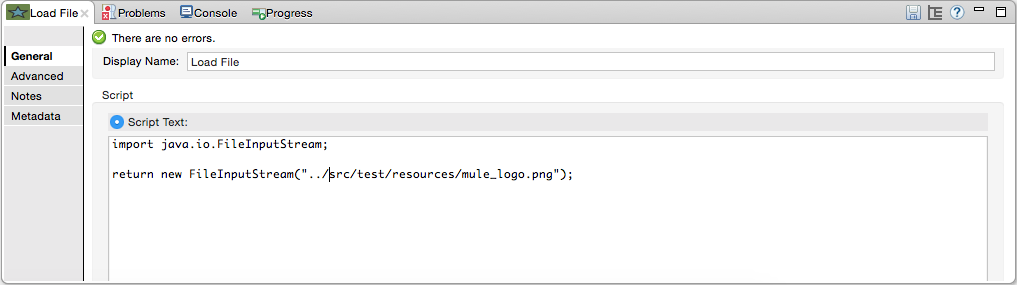 Load File Problems Console Progress
There are no errors.
General
Display Name: Load File
Advanced
Notes
Script
Metadata
Script Text:
import java.io.FileInputStream;
return new FileInputStream("../src/test/resources/mule_logo.png");